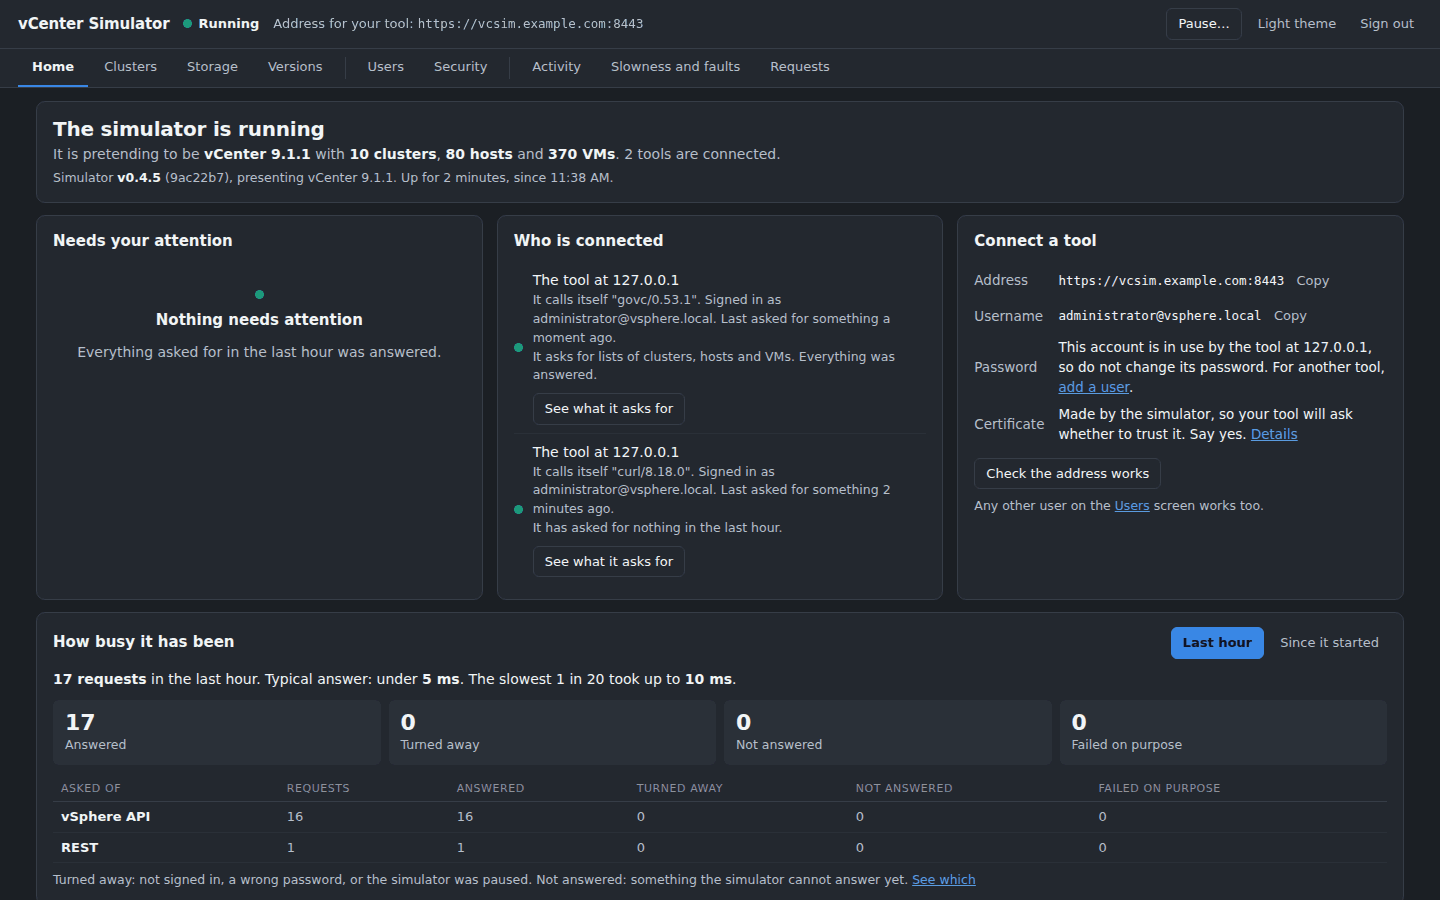 vCenter Simulator
Running
Address for your tool: https://vcsim.example.com:8443
Pause...
Light theme
Sign out
Home
Clusters
Storage
Versions
Users
Security
Activity
Slowness and faults
Requests
The simulator is running
It is pretending to be vCenter 9.1.1 with 10 clusters, 80 hosts and 370 VMs. 2 tools are connected.
Simulator v0.4.5 (9ac22b7), presenting vCenter 9.1.1. Up for 2 minutes, since 11:38 AM.
Needs your attention
Nothing needs attention
Everything asked for in the last hour was answered.
Who is connected
The tool at 127.0.0.1
It calls itself "govc/0.53.1". Signed in as
administrator@vsphere.local. Last asked for something a
moment ago.
It asks for lists of clusters, hosts and VMs. Everything was
answered.
See what it asks for
The tool at 127.0.0.1
It calls itself "curl/8.18.0". Signed in as
administrator@vsphere.local. Last asked for something 2
minutes ago.
It has asked for nothing in the last hour.
See what it asks for
Connect a tool
Address https://vcsim.example.com:8443 Copy
Username administrator@vsphere.local Copy
Password This account is in use by the tool at 127.0.0.1,
so do not change its password. For another tool,
add a user.
Certificate Made by the simulator, so your tool will ask
whether to trust it. Say yes. Details
Check the address works
Any other user on the Users screen works too.
How busy it has been
Last hour
Since it started
17 requests in the last hour. Typical answer: under 5 ms. The slowest 1 in 20 took up to 10 ms.
17
Answered
0
Turned away
0
Not answered
0
Failed on purpose
ASKED OF REQUESTS ANSWERED TURNED AWAY NOT ANSWERED FAILED ON PURPOSE
vSphere API 16 16 0 0 0
REST 1 1 0 0 0
Turned away: not signed in, a wrong password, or the simulator was paused. Not answered: something the simulator cannot answer yet. See which